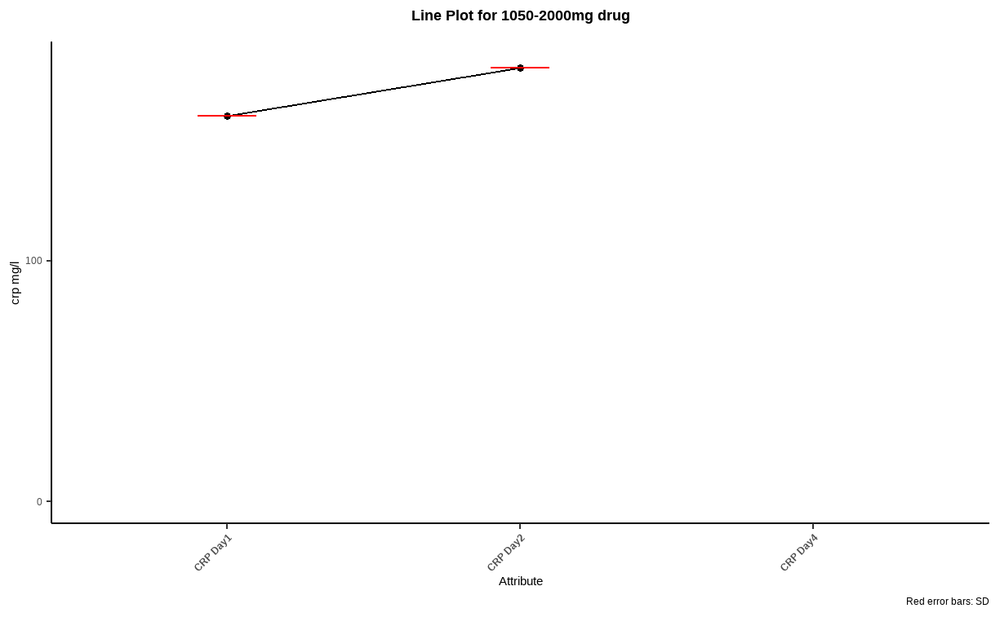 Line Plot for 1050-2000mg drug
crp mg/l
100
0
CRP Day1
CRP Day2
CRP Day4
Attribute
Red error bars: SD